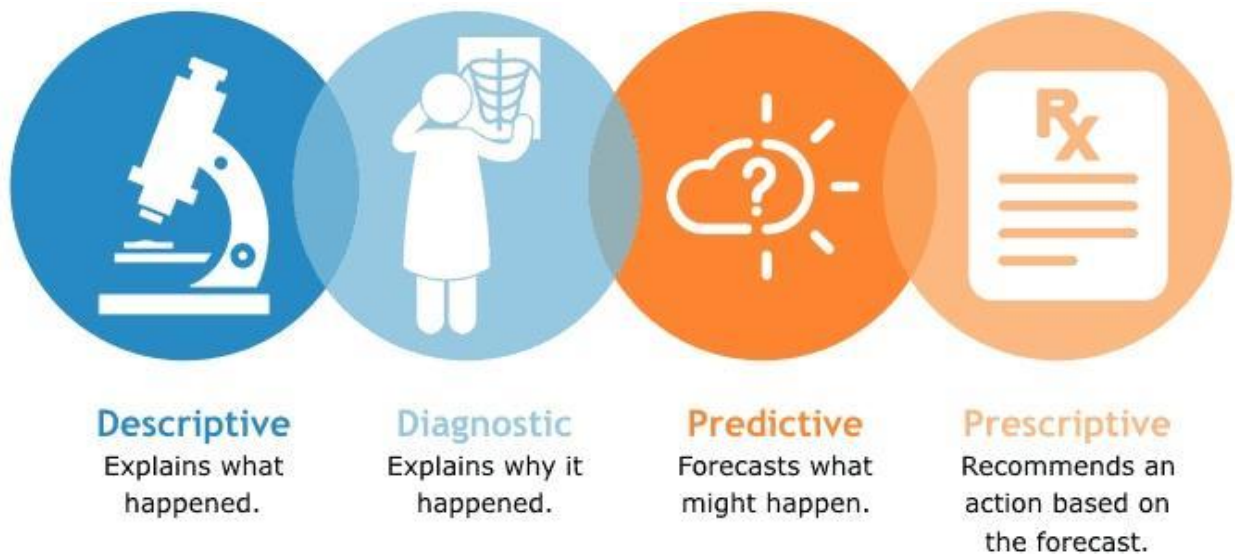 ?
Rx
Descriptive
Explains what
happened.
Diagnostic
Explains why it
happened.
Predictive
Forecasts what
might happen.
Prescriptive
Recommends an
action based on
the forecast.